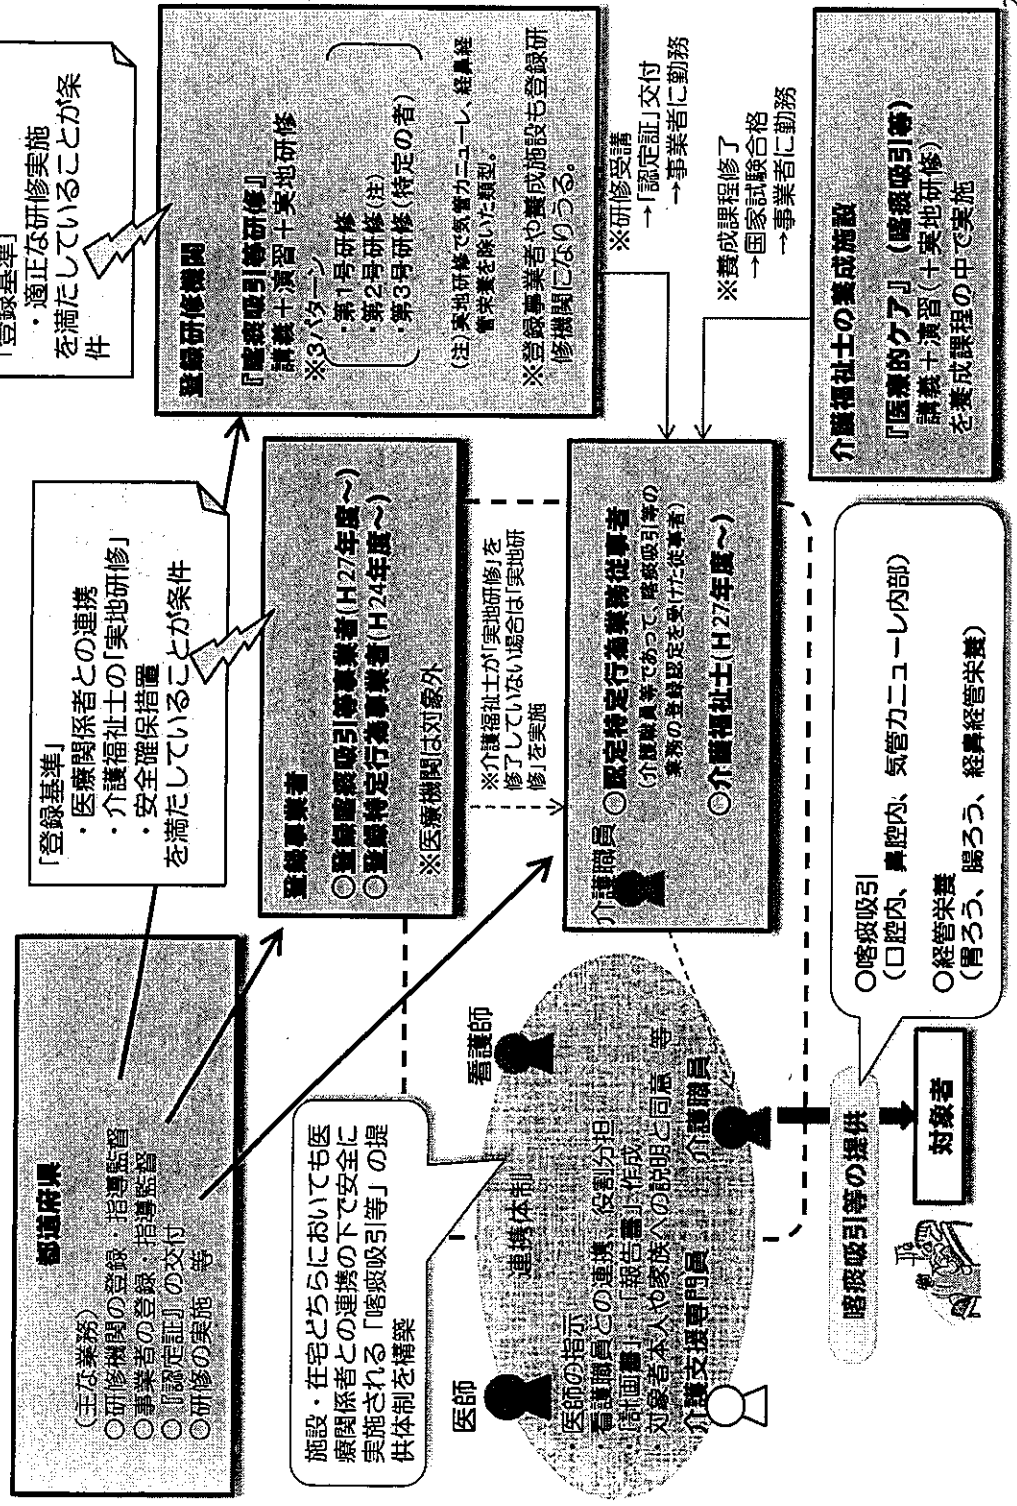 都道府県
(主な業務)
○研修機関の登録・指導監督
○事業者の登録・指導監督
○『認定証』の交付
○研修の実施 等
「登録基準」
・医療関係者との連携
・介護福祉士の「実地研修」
・安全確保措置
を満たしていることが条件
「登録基準」
・適正な研修実施
を満たしていることが条
件
登録事業者
○登録喀痰吸引等事業者(H27年度~)
○登録特定行為事業者(H24年度~)
※医療機関は対象外
登録研修機関
『喀痰吸引等研修』
講義+演習+実地研修
※3パターン
・第1号研修
・第2号研修(注)
・第3号研修(特定の者)
(注)実地研修で気管カニューレ、経鼻経
管栄養を除いた類型。
※登録事業者や養成施設も登録研
修機関になりうる。
施設・在宅どちらにおいても医
療関係者との連携の下で安全に
実施される「喀痰吸引等」の提
供体制を構築
※介護福祉士が「実地研修」を
修了していない場合は「実地研
修」を実施
※研修受講
→「認定証」交付
→事業者に勤務
医師
看護師
連携体制
・医師の指示
・看護職員との連携、役割分担
・「計画書」「報告書」作成
・対象者本人や家族への説明と同意 等
介護支援専門員
介護職員
介護職員
○認定特定行為業務従事者
(介護職員等であって、喀痰吸引等の
業務の登録認定を受けた従事者)
○介護福祉士(H27年度~)
※養成課程修了
→国家試験合格
→事業者に勤務
喀痰吸引等の提供
対象者
○喀痰吸引
(口腔内、鼻腔内、気管カニューレ内部)
○経管栄養
(胃ろう、腸ろう、経鼻経管栄養)
介護福祉士の養成施設
『医療的ケア』(喀痰吸引等)
講義+演習(+実地研修)
を養成課程の中で実施